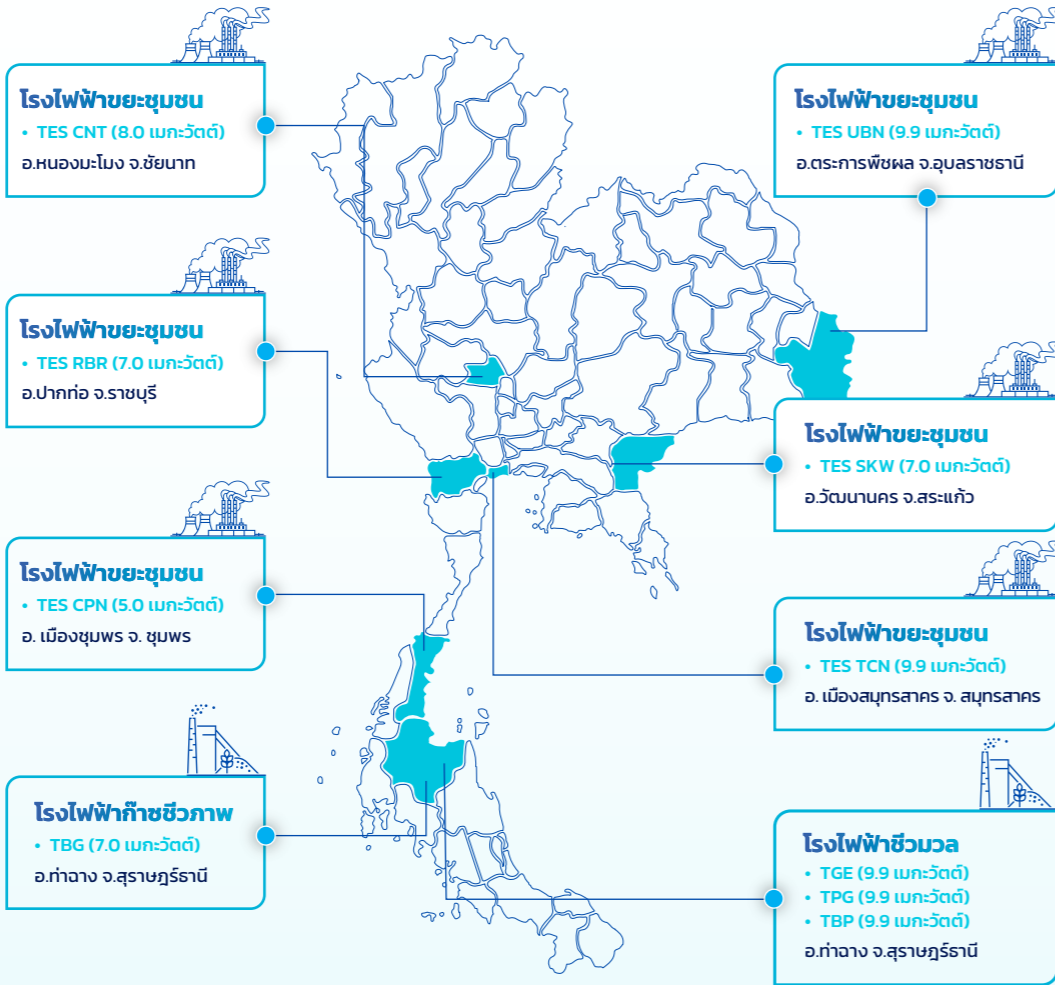 โรงไฟฟ้าขยะชุมชน
• TES CNT (8.0 เมกะวัตต์)
อ.หนองมะโมง จ.ชัยนาท
โรงไฟฟ้าขยะชุมชน
• TES RBR (7.0 เมกะวัตต์)
อ.ปากท่อ จ.ราชบุรี
โรงไฟฟ้าขยะชุมชน
• TES CPN (5.0 เมกะวัตต์)
อ. เมืองชุมพร จ. ชุมพร
โรงไฟฟ้าก๊าซชีวภาพ
• TBG (7.0 เมกะวัตต์)
อ.ท่าฉาง จ.สุราษฎร์ธานี
โรงไฟฟ้าขยะชุมชน
• TES UBN (9.9 เมกะวัตต์)
อ.ตระการพืชผล จ.อุบลราชธานี
โรงไฟฟ้าขยะชุมชน
• TES SKW (7.0 เมกะวัตต์)
อ.วัฒนานคร จ.สระแก้ว
โรงไฟฟ้าขยะชุมชน
• TES TCN (9.9 เมกะวัตต์)
อ. เมืองสมุทรสาคร จ. สมุทรสาคร
โรงไฟฟ้าชีวมวล
• TGE (9.9 เมกะวัตต์)
• TPG (9.9 เมกะวัตต์)
• TBP (9.9 เมกะวัตต์)
อ.ท่าฉาง จ.สุราษฎร์ธานี